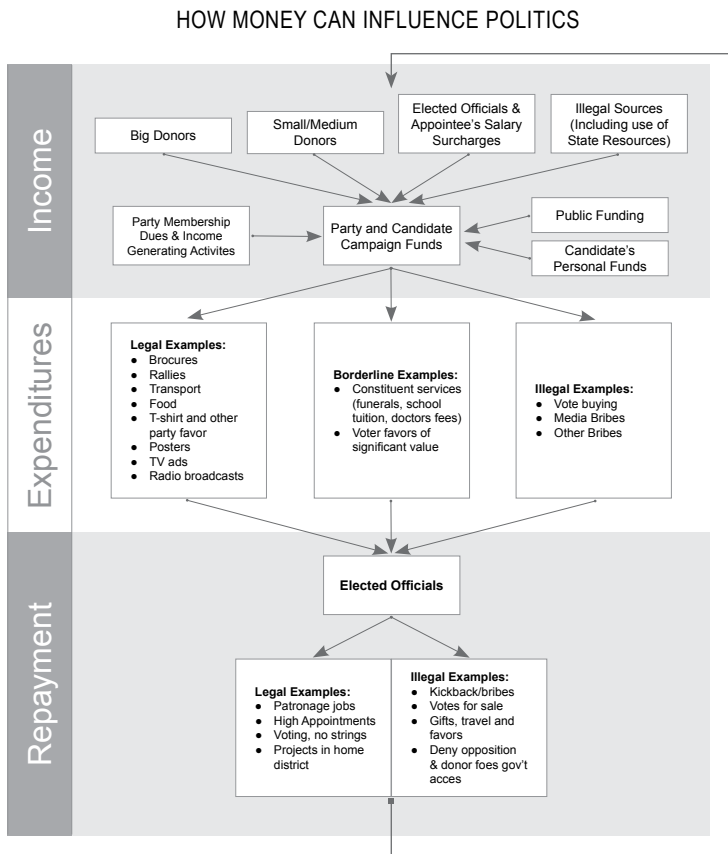 HOW MONEY CAN INFLUENCE POLITICS
Income
Big Donors
Small/Medium
Donors
Elected Officials &
Appointee's Salary
Surcharges
Illegal Sources
(Including use of
State Resources)
Party Membership
Dues & Income
Generating Activites
Party and Candidate
Campaign Funds
Public Funding
Candidate's
Personal Funds
Expenditures
Legal Examples:
● Brocures
● Rallies
● Transport
● Food
● T-shirt and other
party favor
● Posters
● TV ads
● Radio broadcasts
Borderline Examples:
● Constituent services
(funerals, school
tuition, doctors fees)
● Voter favors of
significant value
Illegal Examples:
● Vote buying
● Media Bribes
● Other Bribes
Repayment
Elected Officials
Legal Examples:
● Patronage jobs
● High Appointments
● Voting, no strings
● Projects in home
district
Illegal Examples:
● Kickback/bribes
● Votes for sale
● Gifts, travel and
favors
● Deny opposition
& donor foes gov't
acces